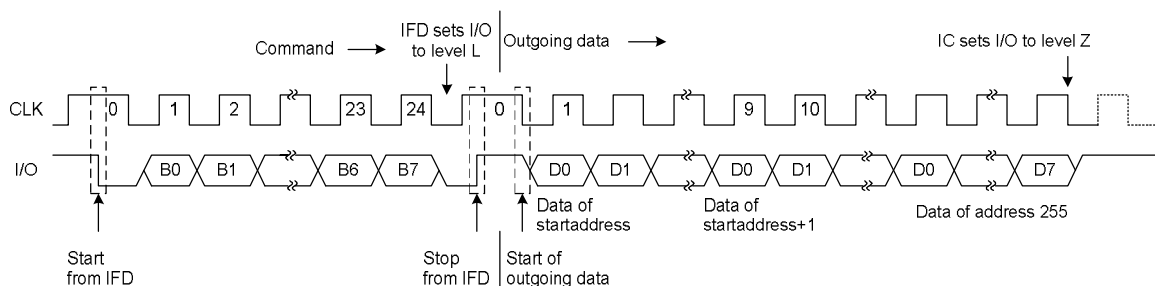 Command
IFD sets I/O
to level L
Outgoing data
IC sets I/O to level Z
CLK
0 1 2 23 24 0 1 9 10
I/O
B0 B1 B6 B7 D0 D1 D0 D1 D0 D7
Data of
startaddress
Data of
startaddress+1
Data of address 255
Start
from IFD
Stop
from IFD
Start of
outgoing data